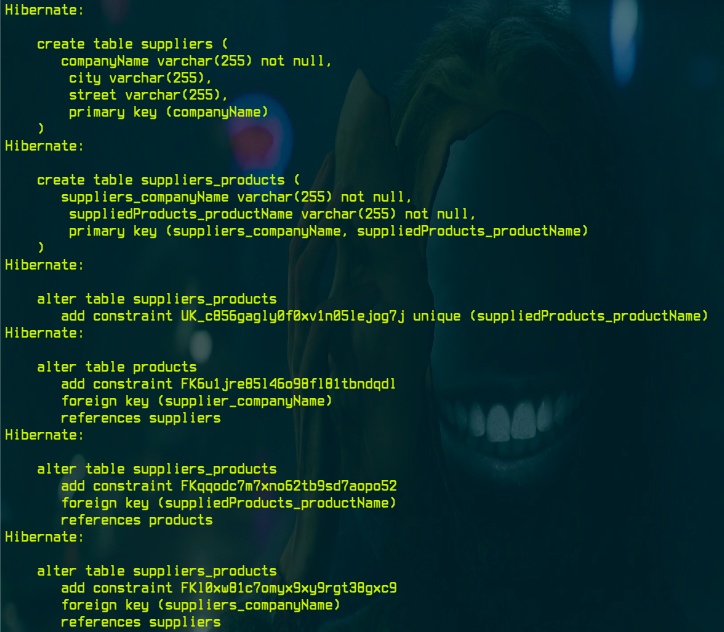 Hibernate:
create table suppliers (
companyName varchar(255) not null,
city varchar(255),
street varchar(255),
primary key (companyName)
)
Hibernate:
create table suppliers_products (
suppliers_companyName varchar(255) not null,
suppliedProducts_productName varchar(255) not null,
primary key (suppliers_companyName, suppliedProducts_productName)
)
Hibernate:
alter table suppliers_products
add constraint UK_c856gagly0f0xv1n05lejog7j unique (suppliedProducts_productName)
Hibernate:
alter table products
add constraint FK6u1jre85l46o98fl81tbndqdl
foreign key (supplier_companyName)
references suppliers
Hibernate:
alter table suppliers_products
add constraint FKqqodc7m7xno62tb9sd7aopo52
foreign key (suppliedProducts_productName)
references products
Hibernate:
alter table suppliers_products
add constraint FKl0xw81c7omyx9xy9rgt38gxc9
foreign key (suppliers_companyName)
references suppliers